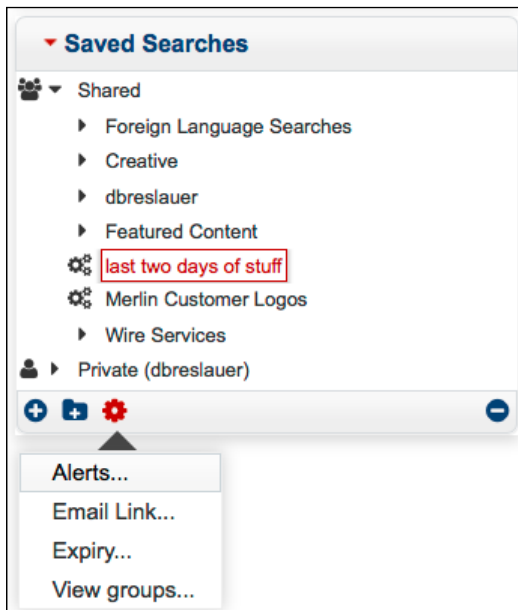 Saved Searches
Shared
Foreign Language Searches
Creative
dbreslauer
Featured Content
last two days of stuff
Merlin Customer Logos
Wire Services
Private (dbreslauer)
Alerts...
Email Link...
Expiry...
View groups...